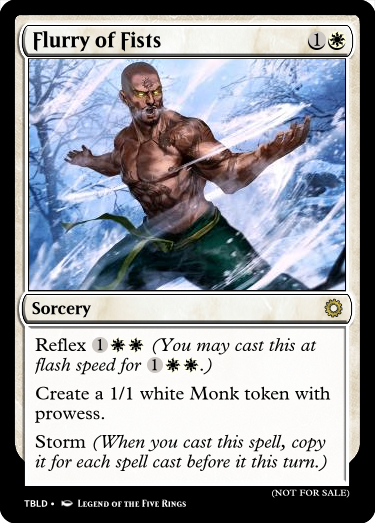 Flurry of Fists 1
Sorcery
Reflex 1 (You may cast this at
flash speed for 1 .)
Create a 1/1 white Monk token with
prowess.
Storm (When you cast this spell, copy
it for each spell cast before it this turn.)
(NOT FOR SALE)
TBLD • Legend of the Five Rings